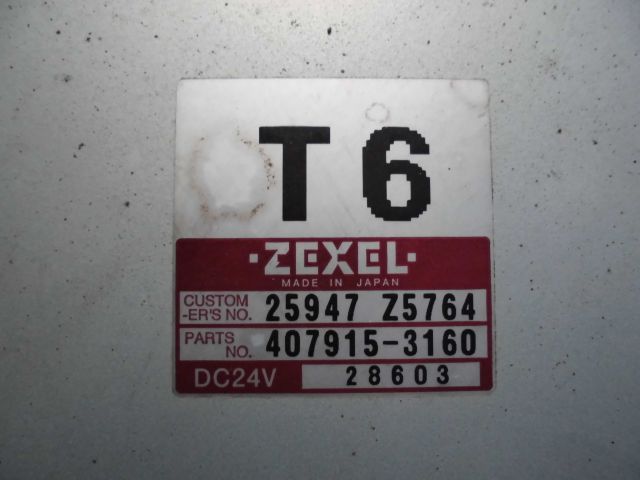 T6
·ZEXEL·
MADE IN JAPAN
CUSTOM
-ER'S NO. 25947 Z5764
PARTS
NO. 407915-3160
DC24V 28603